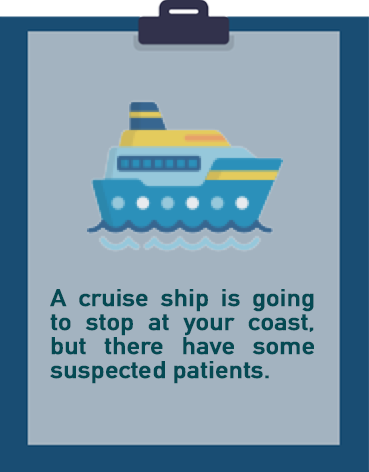 A cruise ship is going
to stop at your coast,
but there have some
suspected patients.